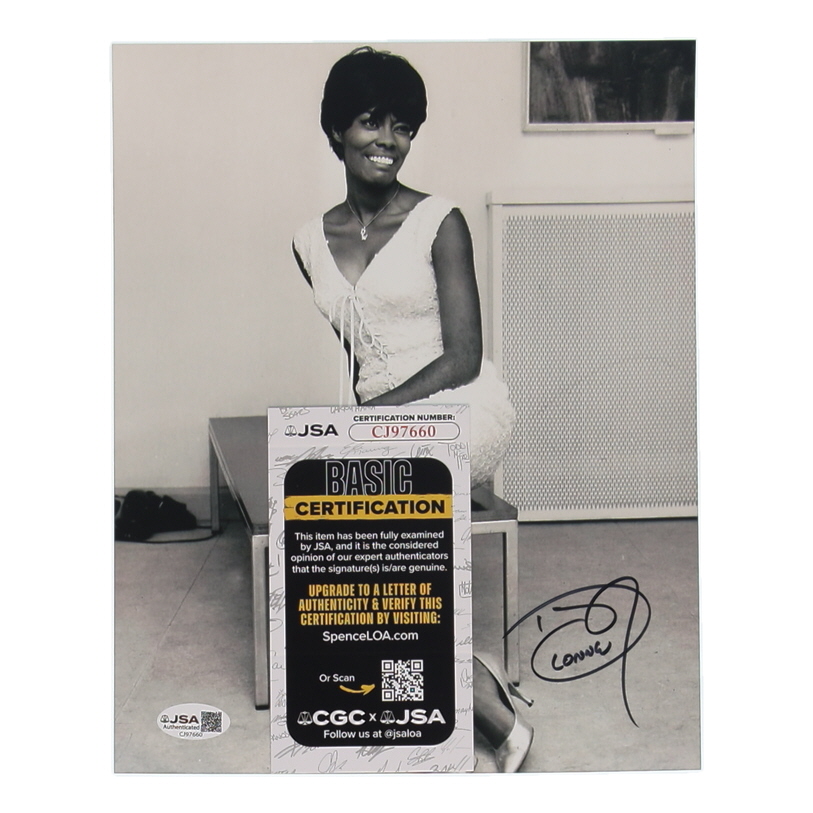 JSA
CERTIFICATION NUMBER:
CJ97660
BASIC
CERTIFICATION
This item has been fully examined
by JSA, and it is the considered
opinion of our expert authenticators
that the signature(s) is/are genuine.
UPGRADE TO A LETTER OF
AUTHENTICITY & VERIFY THIS
CERTIFICATION BY VISITING:
SpenceLOA.com
Or Scan
CGC x JSA
Follow us at @jsaloa
JSA
Authenticated
CJ97660